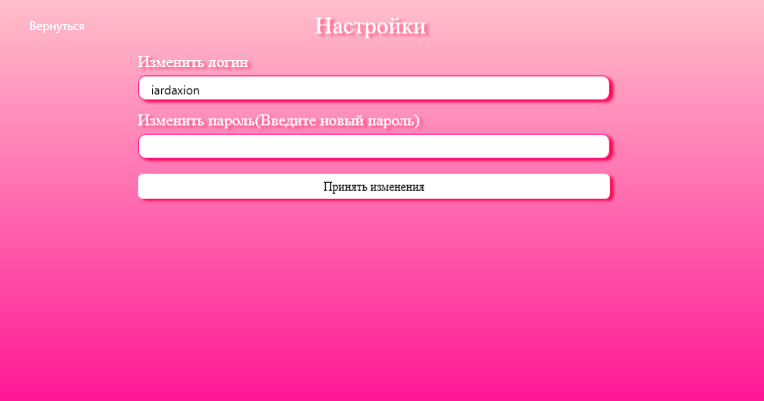 Вернуться
Настройки
Изменить логин
iardaxion
Изменить пароль(Введите новый пароль)
Принять изменения